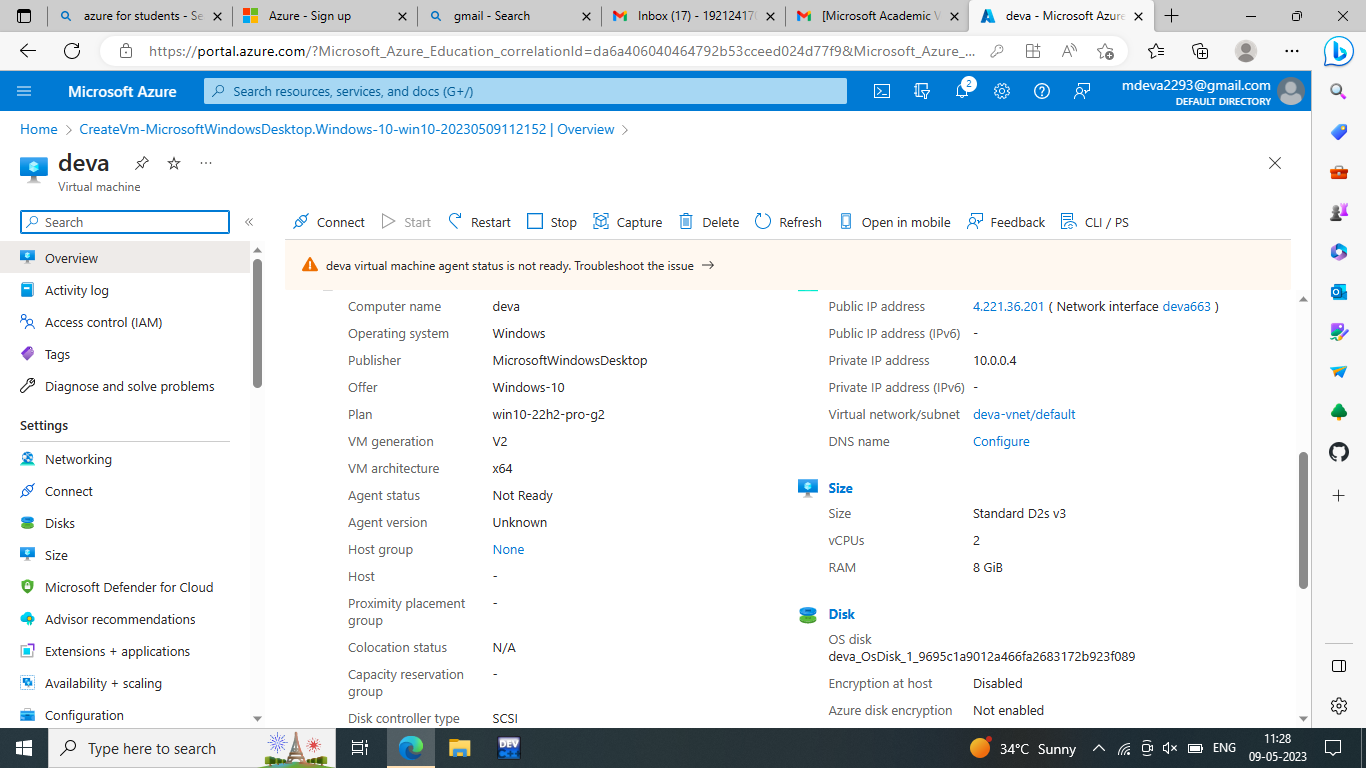 azure for students - Se
Azure - Sign up
gmail - Search
Inbox (17) - 19212417
[Microsoft Academic V
deva - Microsoft Azure
https://portal.azure.com/?Microsoft_Azure_Education_correlationId=da6a406040464792b53cceed024d77f9&Microsoft_Azure_...
Microsoft Azure
Search resources, services, and docs (G+/)
2
mdeva2293@gmail.com
DEFAULT DIRECTORY
Home
CreateVm-MicrosoftWindowsDesktop.Windows-10-win10-20230509112152 | Overview
deva
Virtual machine
Search
Connect
Start
Restart
Stop
Capture
Delete
Refresh
Open in mobile
Feedback
CLI / PS
deva virtual machine agent status is not ready. Troubleshoot the issue →
Overview
Activity log
Access control (IAM)
Tags
Diagnose and solve problems
Settings
Networking
Connect
Disks
Size
Microsoft Defender for Cloud
Advisor recommendations
Extensions + applications
Availability + scaling
Configuration
Computer name deva
Operating system Windows
Publisher MicrosoftWindowsDesktop
Offer Windows-10
Plan win10-22h2-pro-g2
VM generation V2
VM architecture x64
Agent status Not Ready
Agent version Unknown
Host group None
Host -
Proximity placement -
group
Colocation status N/A
Capacity reservation -
group
Disk controller type SCSI
Public IP address 4.221.36.201 ( Network interface deva663 )
Public IP address (IPv6) -
Private IP address 10.0.0.4
Private IP address (IPv6) -
Virtual network/subnet deva-vnet/default
DNS name Configure
Size
Size Standard D2s v3
vCPUs 2
RAM 8 GiB
Disk
OS disk
deva_OsDisk_1_9695c1a9012a466fa2683172b923f089
Encryption at host Disabled
Azure disk encryption Not enabled
Type here to search
DEV
34°C Sunny
ENG
11:28
09-05-2023